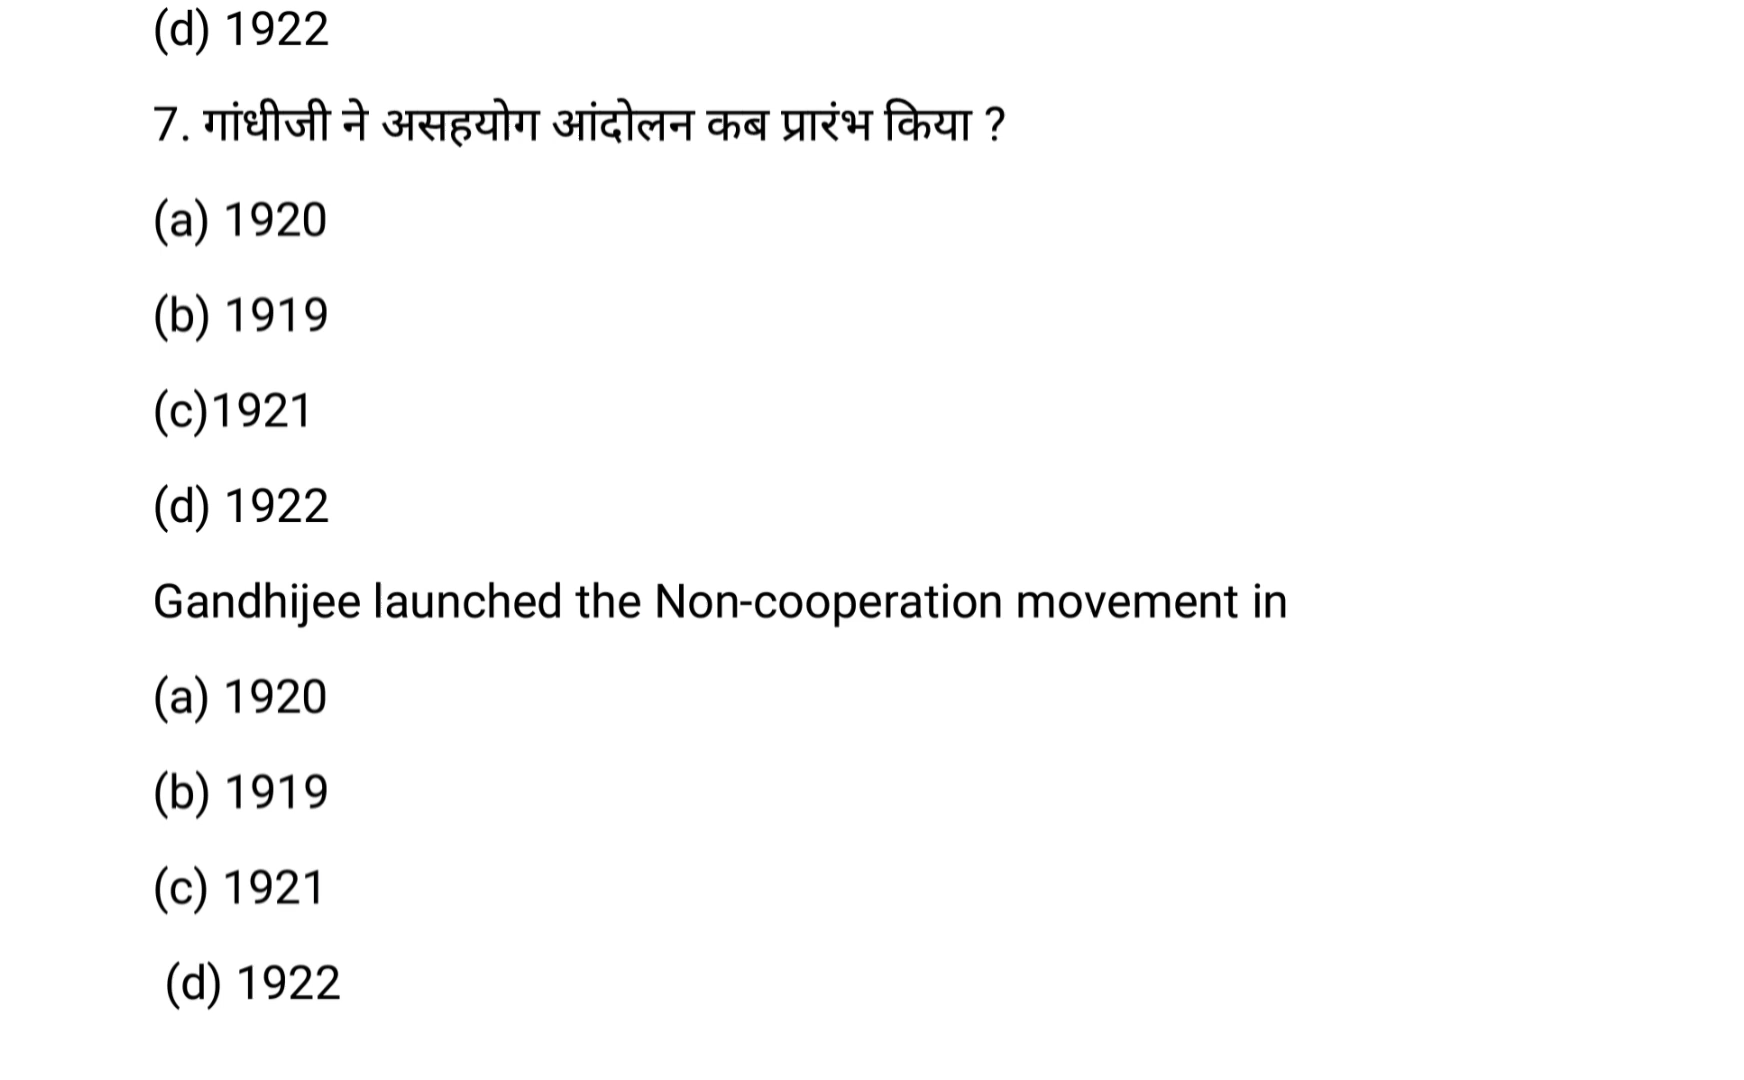 (d) 1922
7. गांधीजी ने असहयोग आंदोलन कब प्रारंभ किया ?
(a) 1920
(b) 1919
(c)1921
(d) 1922
Gandhijee launched the Non-cooperation movement in
(a) 1920
(b) 1919
(c) 1921
(d) 1922